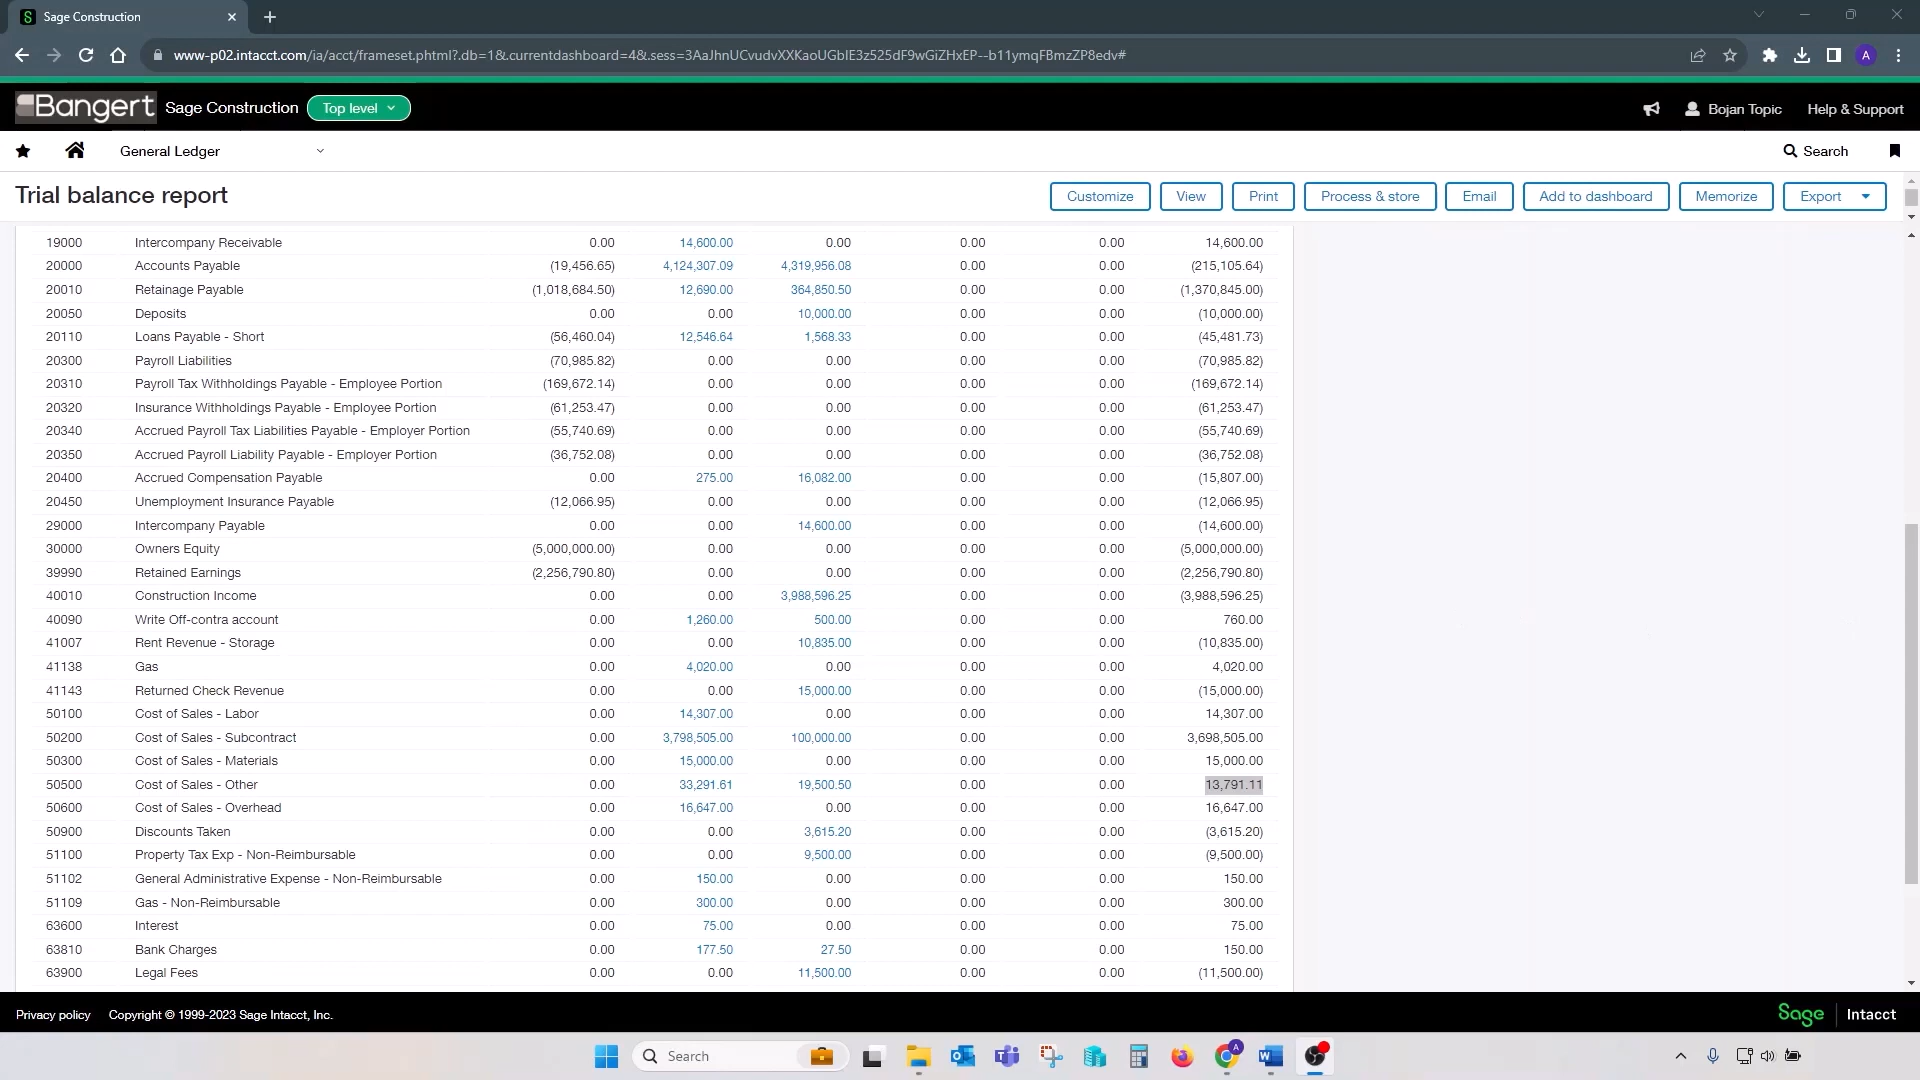 Sage Construction
www-p02.intacct.com/ia/acct/frameset.phtml?.db=1&.currentdashboard=4&.sess=3AaJhnUCvudvXXKaoUGbIE3z525dF9wGiZHxEP--b11ymqFBmzZP8edv#
A
Bangert Sage Construction Top level Bojan Topic Help & Support
General Ledger Search
Trial balance report Customize View Print Process & store Email Add to dashboard Memorize Export
19000 Intercompany Receivable 0.00 14,600.00 0.00 0.00 0.00 14,600.00
20000 Accounts Payable (19,456.65) 4,124,307.09 4,319,956.08 0.00 0.00 (215,105.64)
20010 Retainage Payable (1,018,684.50) 12,690.00 364,850.50 0.00 0.00 (1,370,845.00)
20050 Deposits 0.00 0.00 10,000.00 0.00 0.00 (10,000.00)
20110 Loans Payable - Short (56,460.04) 12,546.64 1,568.33 0.00 0.00 (45,481.73)
20300 Payroll Liabilities (70,985.82) 0.00 0.00 0.00 0.00 (70,985.82)
20310 Payroll Tax Withholdings Payable - Employee Portion (169,672.14) 0.00 0.00 0.00 0.00 (169,672.14)
20320 Insurance Withholdings Payable - Employee Portion (61,253.47) 0.00 0.00 0.00 0.00 (61,253.47)
20340 Accrued Payroll Tax Liabilities Payable - Employer Portion (55,740.69) 0.00 0.00 0.00 0.00 (55,740.69)
20350 Accrued Payroll Liability Payable - Employer Portion (36,752.08) 0.00 0.00 0.00 0.00 (36,752.08)
20400 Accrued Compensation Payable 0.00 275.00 16,082.00 0.00 0.00 (15,807.00)
20450 Unemployment Insurance Payable (12,066.95) 0.00 0.00 0.00 0.00 (12,066.95)
29000 Intercompany Payable 0.00 0.00 14,600.00 0.00 0.00 (14,600.00)
30000 Owners Equity (5,000,000.00) 0.00 0.00 0.00 0.00 (5,000,000.00)
39990 Retained Earnings (2,256,790.80) 0.00 0.00 0.00 0.00 (2,256,790.80)
40010 Construction Income 0.00 0.00 3,988,596.25 0.00 0.00 (3,988,596.25)
40090 Write Off-contra account 0.00 1,260.00 500.00 0.00 0.00 760.00
41007 Rent Revenue - Storage 0.00 0.00 10,835.00 0.00 0.00 (10,835.00)
41138 Gas 0.00 4,020.00 0.00 0.00 0.00 4,020.00
41143 Returned Check Revenue 0.00 0.00 15,000.00 0.00 0.00 (15,000.00)
50100 Cost of Sales - Labor 0.00 14,307.00 0.00 0.00 0.00 14,307.00
50200 Cost of Sales - Subcontract 0.00 3,798,505.00 100,000.00 0.00 0.00 3,698,505.00
50300 Cost of Sales - Materials 0.00 15,000.00 0.00 0.00 0.00 15,000.00
50500 Cost of Sales - Other 0.00 33,291.61 19,500.50 0.00 0.00 13,791.11
50600 Cost of Sales - Overhead 0.00 16,647.00 0.00 0.00 0.00 16,647.00
50900 Discounts Taken 0.00 0.00 3,615.20 0.00 0.00 (3,615.20)
51100 Property Tax Exp - Non-Reimbursable 0.00 0.00 9,500.00 0.00 0.00 (9,500.00)
51102 General Administrative Expense - Non-Reimbursable 0.00 150.00 0.00 0.00 0.00 150.00
51109 Gas - Non-Reimbursable 0.00 300.00 0.00 0.00 0.00 300.00
63600 Interest 0.00 75.00 0.00 0.00 0.00 75.00
63810 Bank Charges 0.00 177.50 27.50 0.00 0.00 150.00
63900 Legal Fees 0.00 0.00 11,500.00 0.00 0.00 (11,500.00)
Privacy policy Copyright © 1999-2023 Sage Intacct, Inc. Sage Intacct
Search